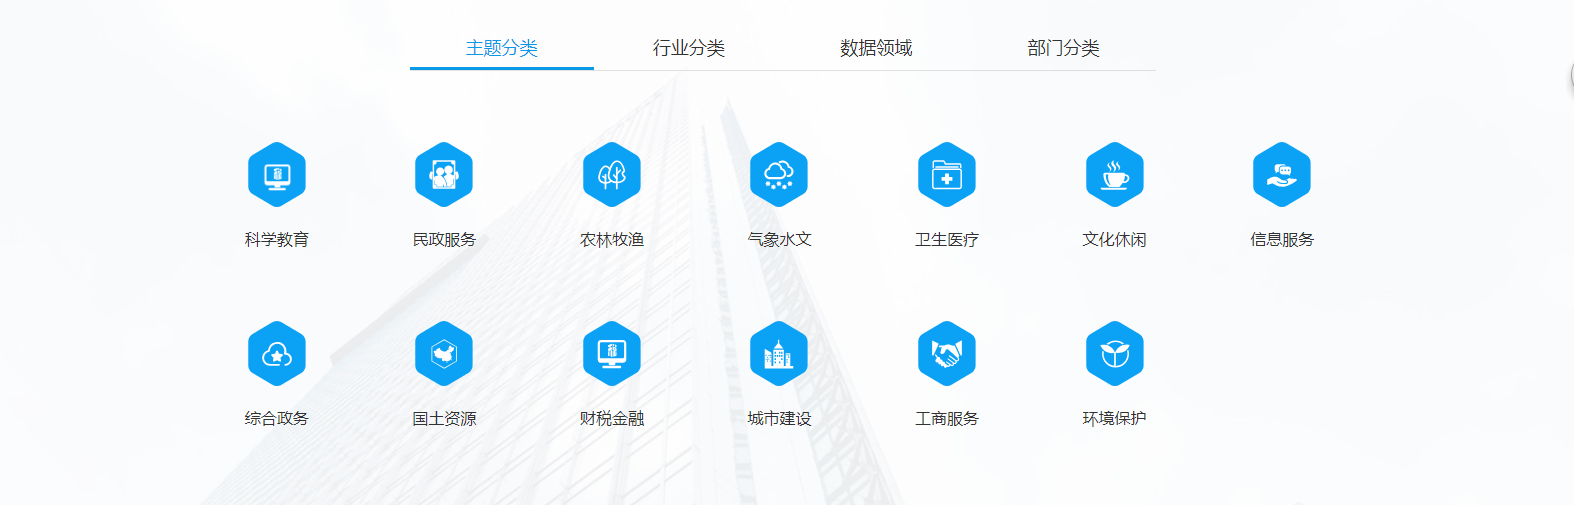 主题分类 行业分类 数据领域 部门分类
科学教育 民政服务 农林牧渔 气象水文 卫生医疗 文化休闲 信息服务
综合政务 国土资源 财税金融 城市建设 工商服务 环境保护